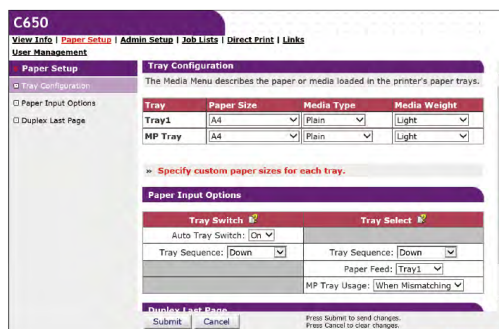 C650
View Info | Paper Setup | Admin Setup | Job Lists | Direct Print | Links
User Management
Paper Setup
Tray Configuration
Paper Input Options
Duplex Last Page
Tray Configuration
The Media Menu describes the paper or media loaded in the printer's paper trays.
Tray Paper Size Media Type Media Weight
Tray1 A4 Plain Light
MP Tray A4 Plain Light
» Specify custom paper sizes for each tray.
Paper Input Options
Tray Switch Tray Select
Auto Tray Switch: On
Tray Sequence: Down Tray Sequence: Down
Paper Feed: Tray1
MP Tray Usage: When Mismatching
Duplex Last Page
Submit Cancel
Press Submit to send changes.
Press Cancel to clear changes.